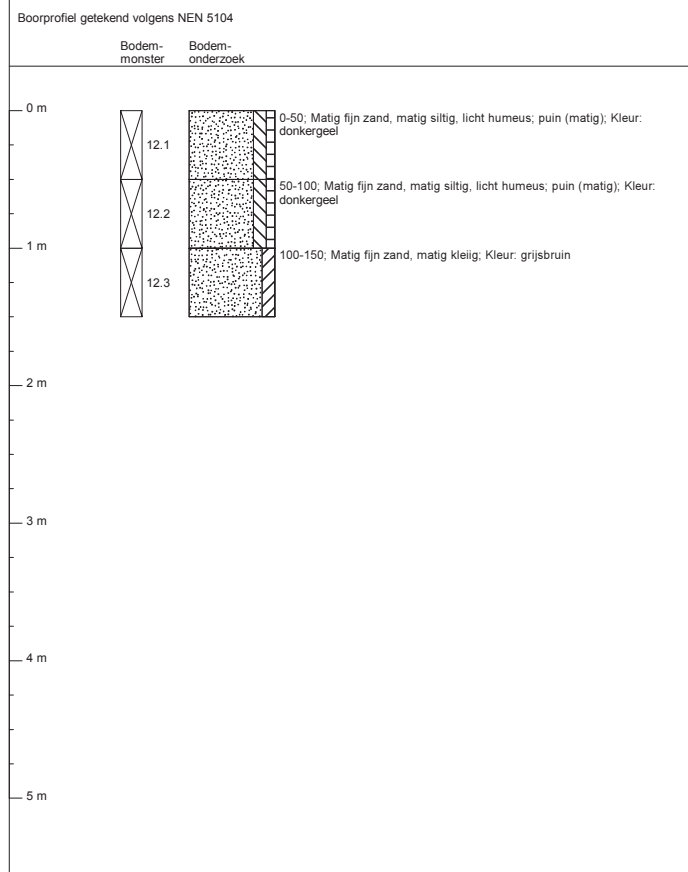 Boorprofiel getekend volgens NEN 5104
Bodem- Bodem-
monster onderzoek
0 m
0-50; Matig fijn zand, matig siltig, licht humeus; puin (matig); Kleur:
donkergeel
12.1
50-100; Matig fijn zand, matig siltig, licht humeus; puin (matig); Kleur:
donkergeel
12.2
1 m
100-150; Matig fijn zand, matig kleiig; Kleur: grijsbruin
12.3
2 m
3 m
4 m
5 m